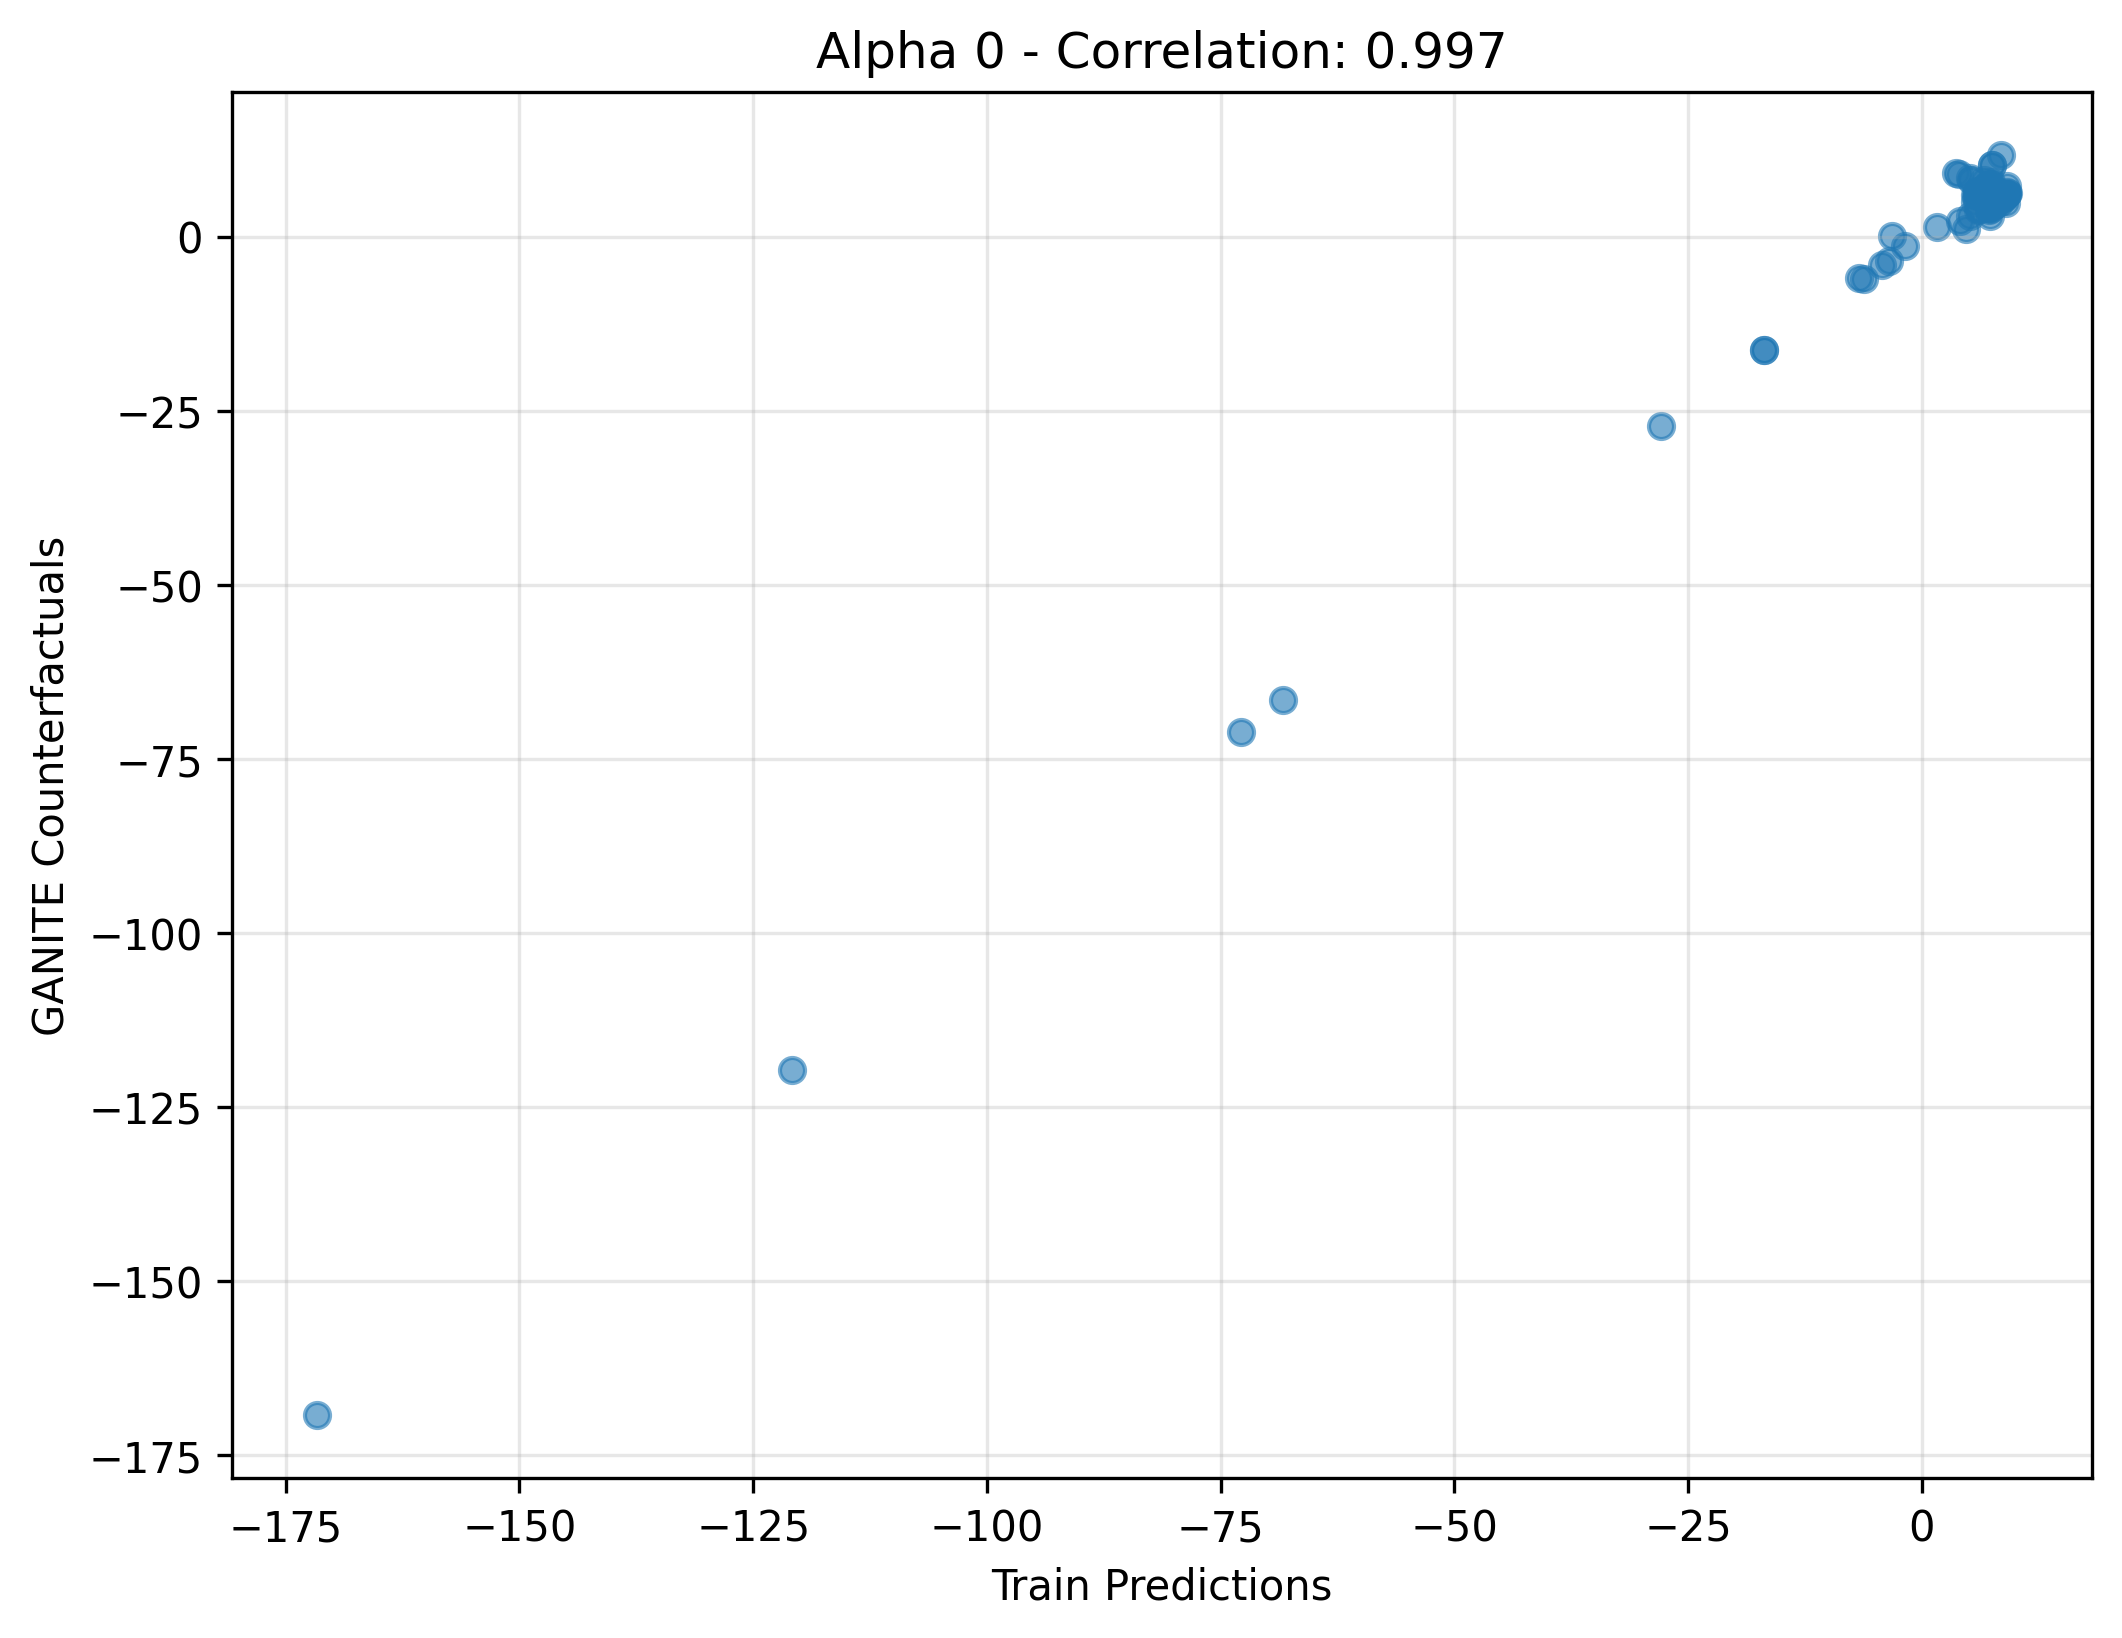 Alpha 0 - Correlation: 0.997
GANITE Counterfactuals
0
−25
−50
−75
−100
−125
−150
−175
−175 −150 −125 −100 −75 −50 −25 0
Train Predictions